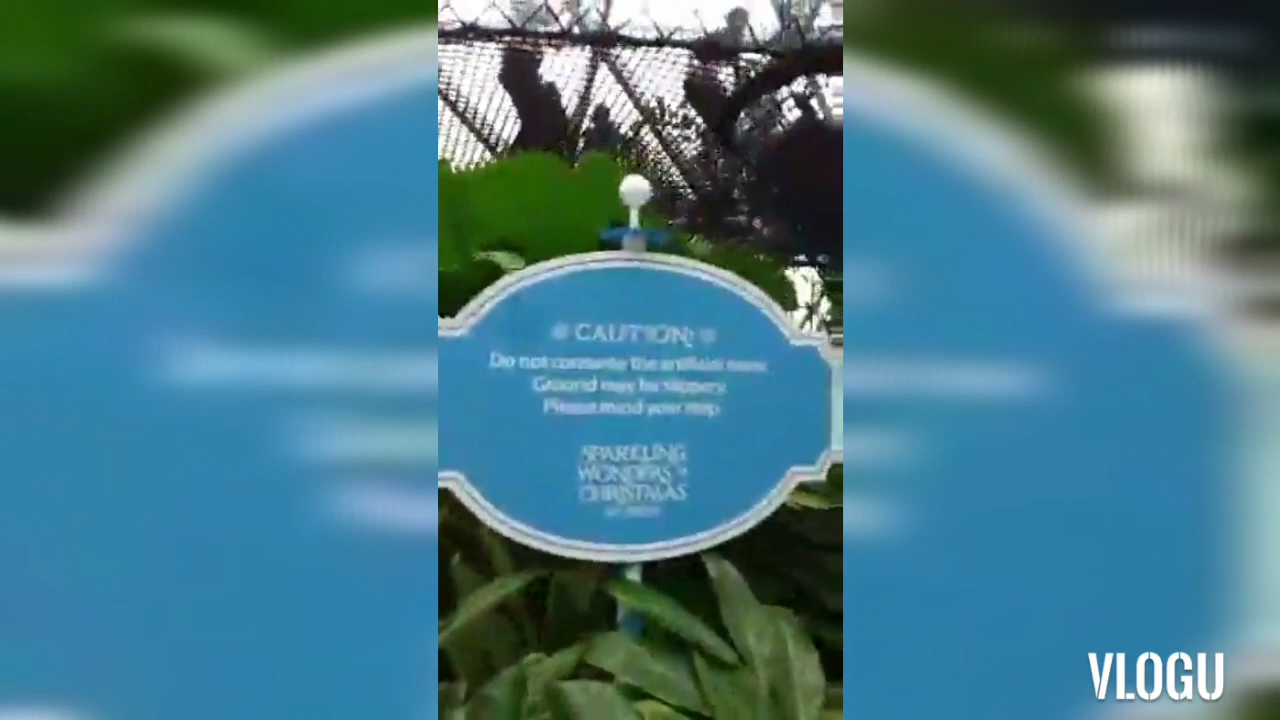 CAUTION!
Do not consume the artificial snow.
Ground may be slippery.
Please mind your step.
SPARKLING
WONDERS
CHRISTMAS
VLOGU